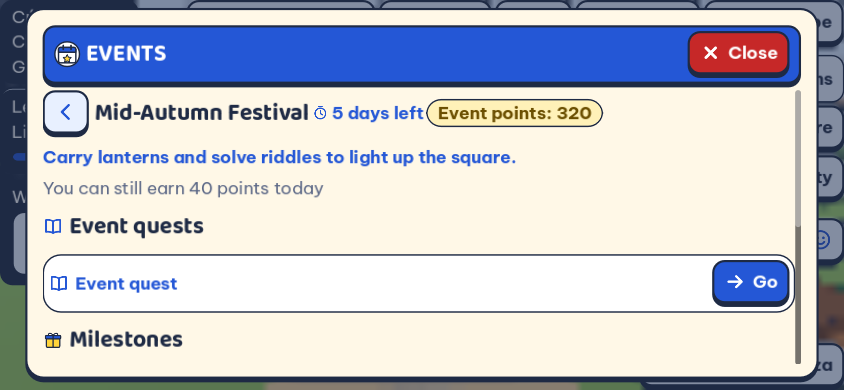 EVENTS
Close
Mid-Autumn Festival
5 days left
Event points: 320
Carry lanterns and solve riddles to light up the square.
You can still earn 40 points today
Event quests
Event quest
Go
Milestones